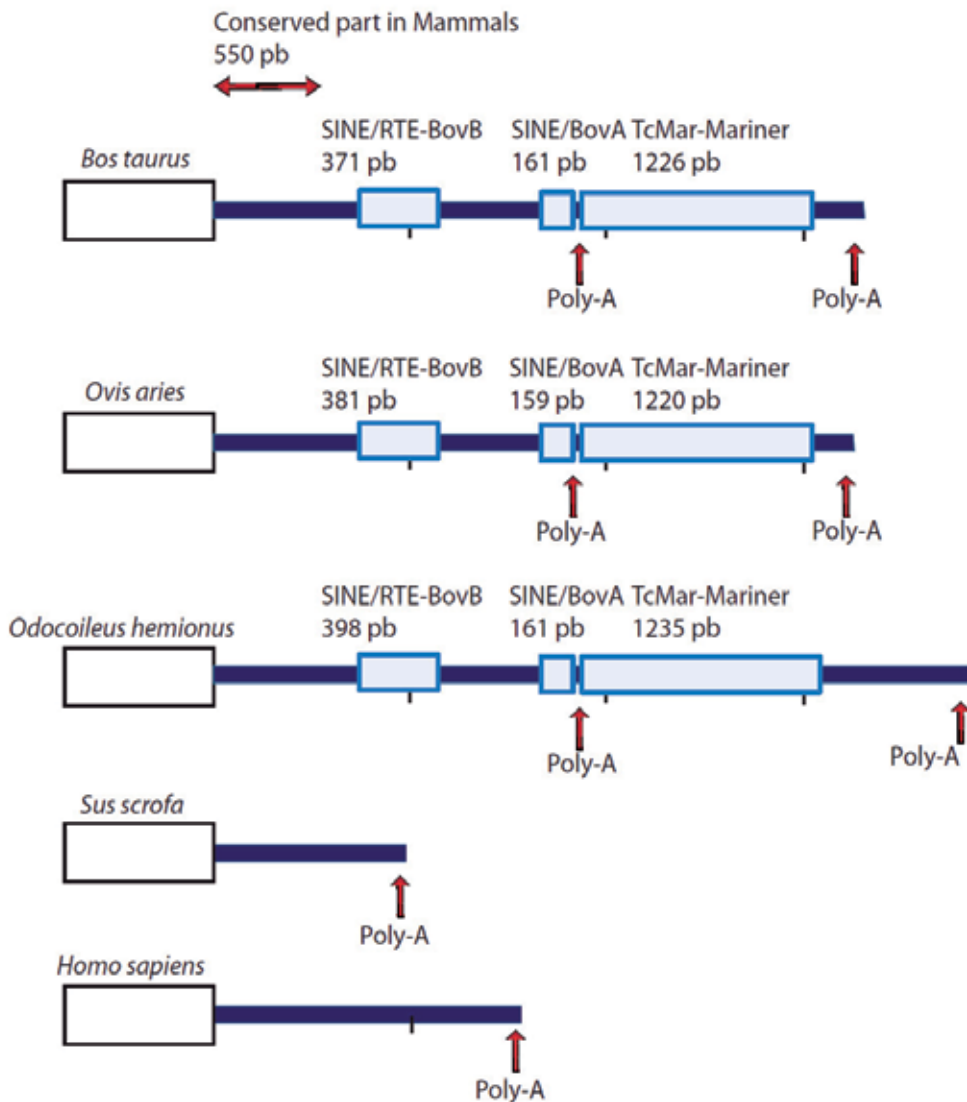 Conserved part in Mammals
550 pb
SINE/RTE-BovB SINE/BovA TcMar-Mariner
Bos taurus 371 pb 161 pb 1226 pb
Poly-A Poly-A
SINE/RTE-BovB SINE/BovA TcMar-Mariner
Ovis aries 381 pb 159 pb 1220 pb
Poly-A Poly-A
SINE/RTE-BovB SINE/BovA TcMar-Mariner
Odocoileus hemionus 398 pb 161 pb 1235 pb
Poly-A Poly-A
Sus scrofa
Poly-A
Homo sapiens
Poly-A